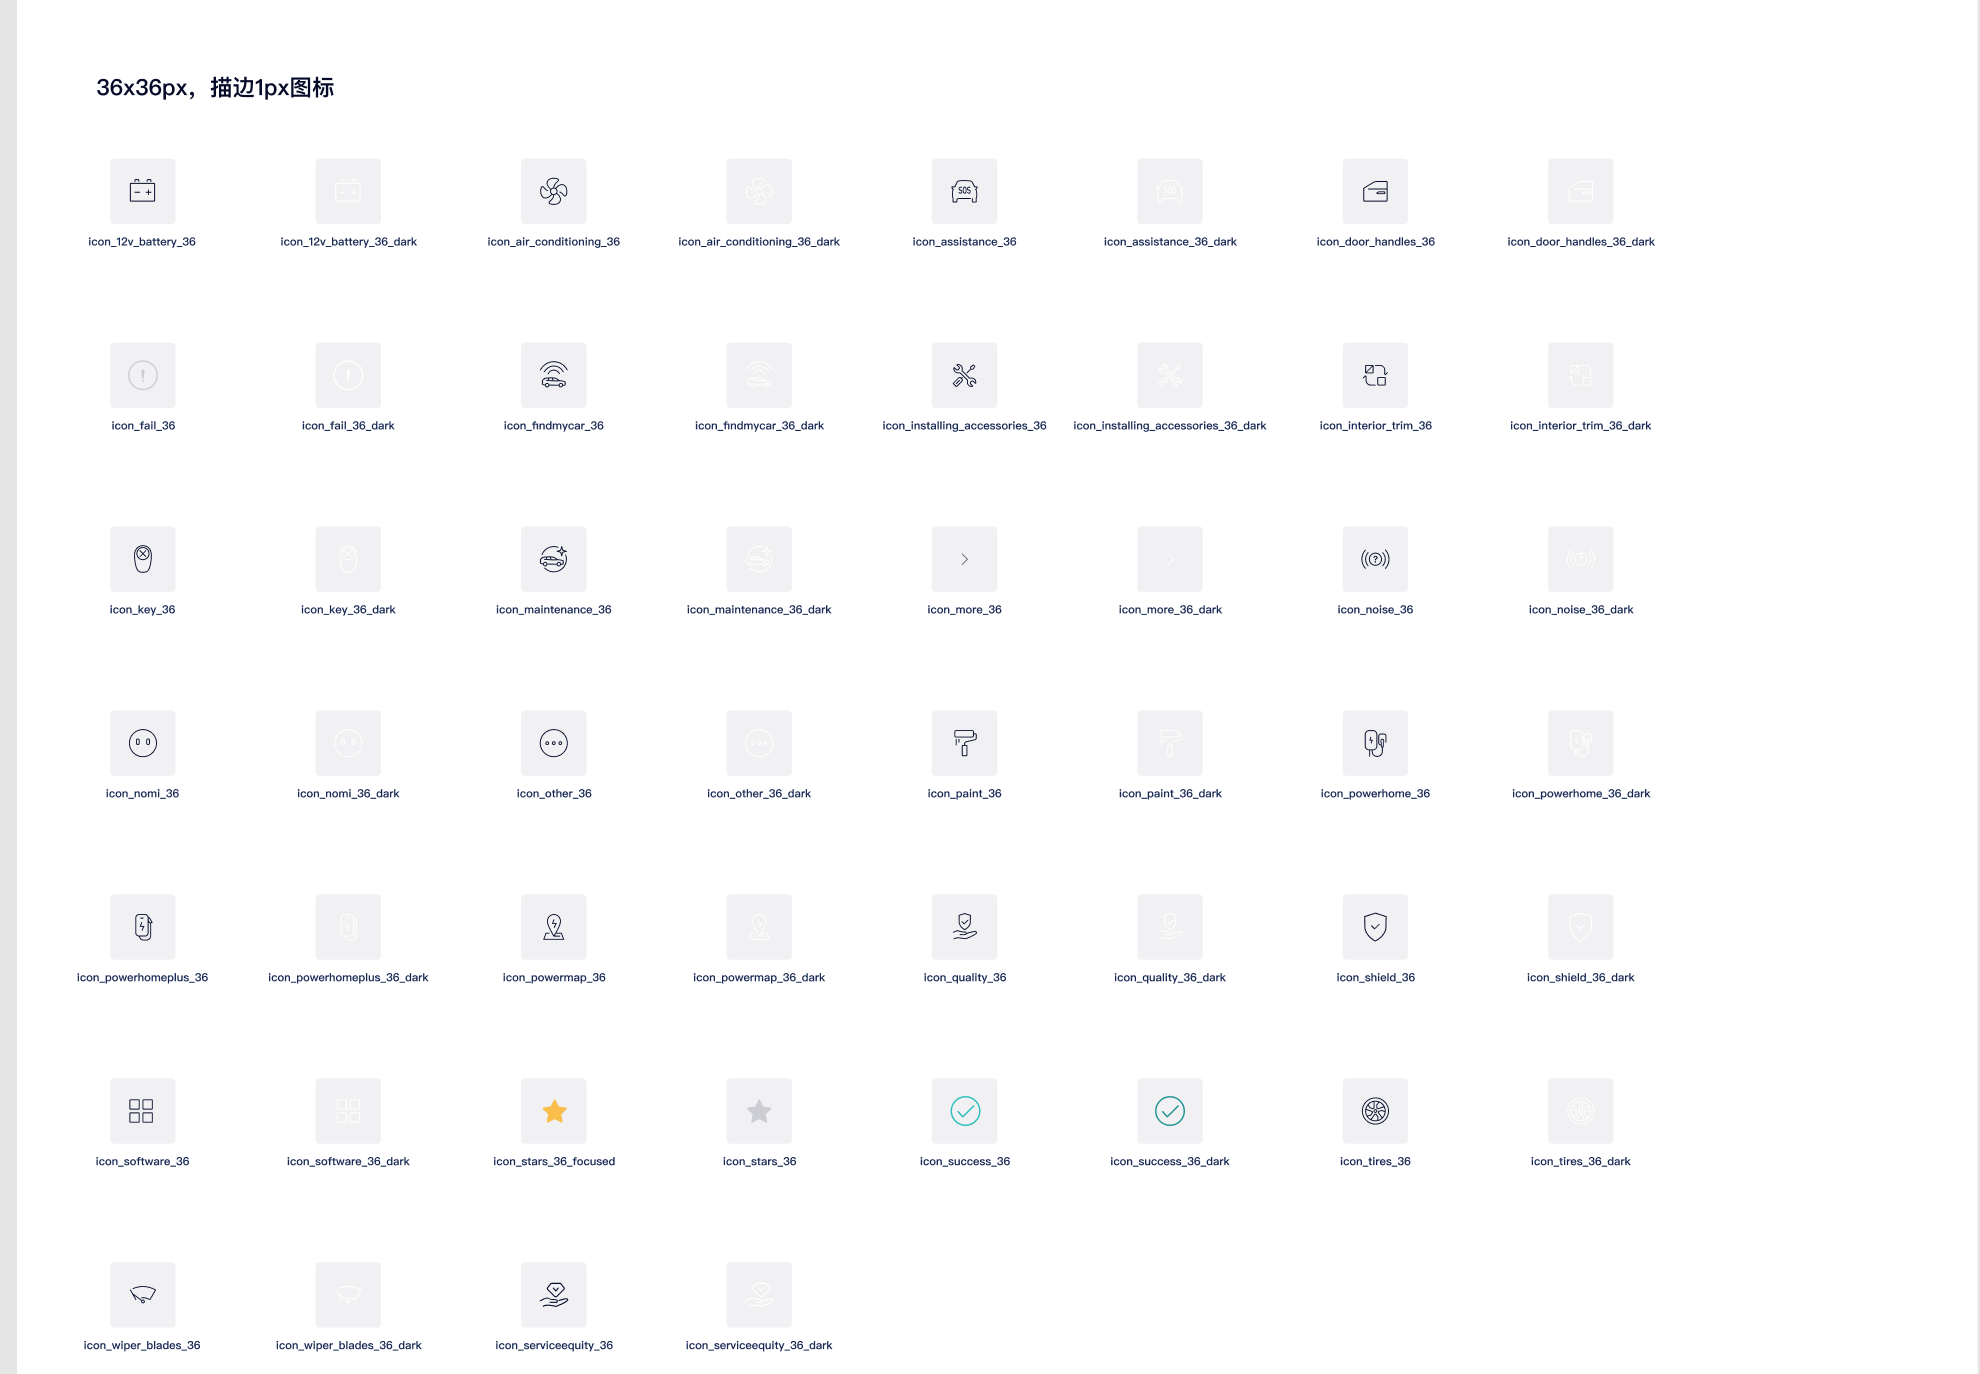 36x36px，描边1px图标
icon_12v_battery_36 icon_12v_battery_36_dark icon_air_conditioning_36 icon_air_conditioning_36_dark icon_assistance_36 icon_assistance_36_dark icon_door_handles_36 icon_door_handles_36_dark
icon_fail_36 icon_fail_36_dark icon_findmycar_36 icon_findmycar_36_dark icon_installing_accessories_36 icon_installing_accessories_36_dark icon_interior_trim_36 icon_interior_trim_36_dark
icon_key_36 icon_key_36_dark icon_maintenance_36 icon_maintenance_36_dark icon_more_36 icon_more_36_dark icon_noise_36 icon_noise_36_dark
icon_nomi_36 icon_nomi_36_dark icon_other_36 icon_other_36_dark icon_paint_36 icon_paint_36_dark icon_powerhome_36 icon_powerhome_36_dark
icon_powerhomeplus_36 icon_powerhomeplus_36_dark icon_powermap_36 icon_powermap_36_dark icon_quality_36 icon_quality_36_dark icon_shield_36 icon_shield_36_dark
icon_software_36 icon_software_36_dark icon_stars_36_focused icon_stars_36 icon_success_36 icon_success_36_dark icon_tires_36 icon_tires_36_dark
icon_wiper_blades_36 icon_wiper_blades_36_dark icon_serviceequity_36 icon_serviceequity_36_dark